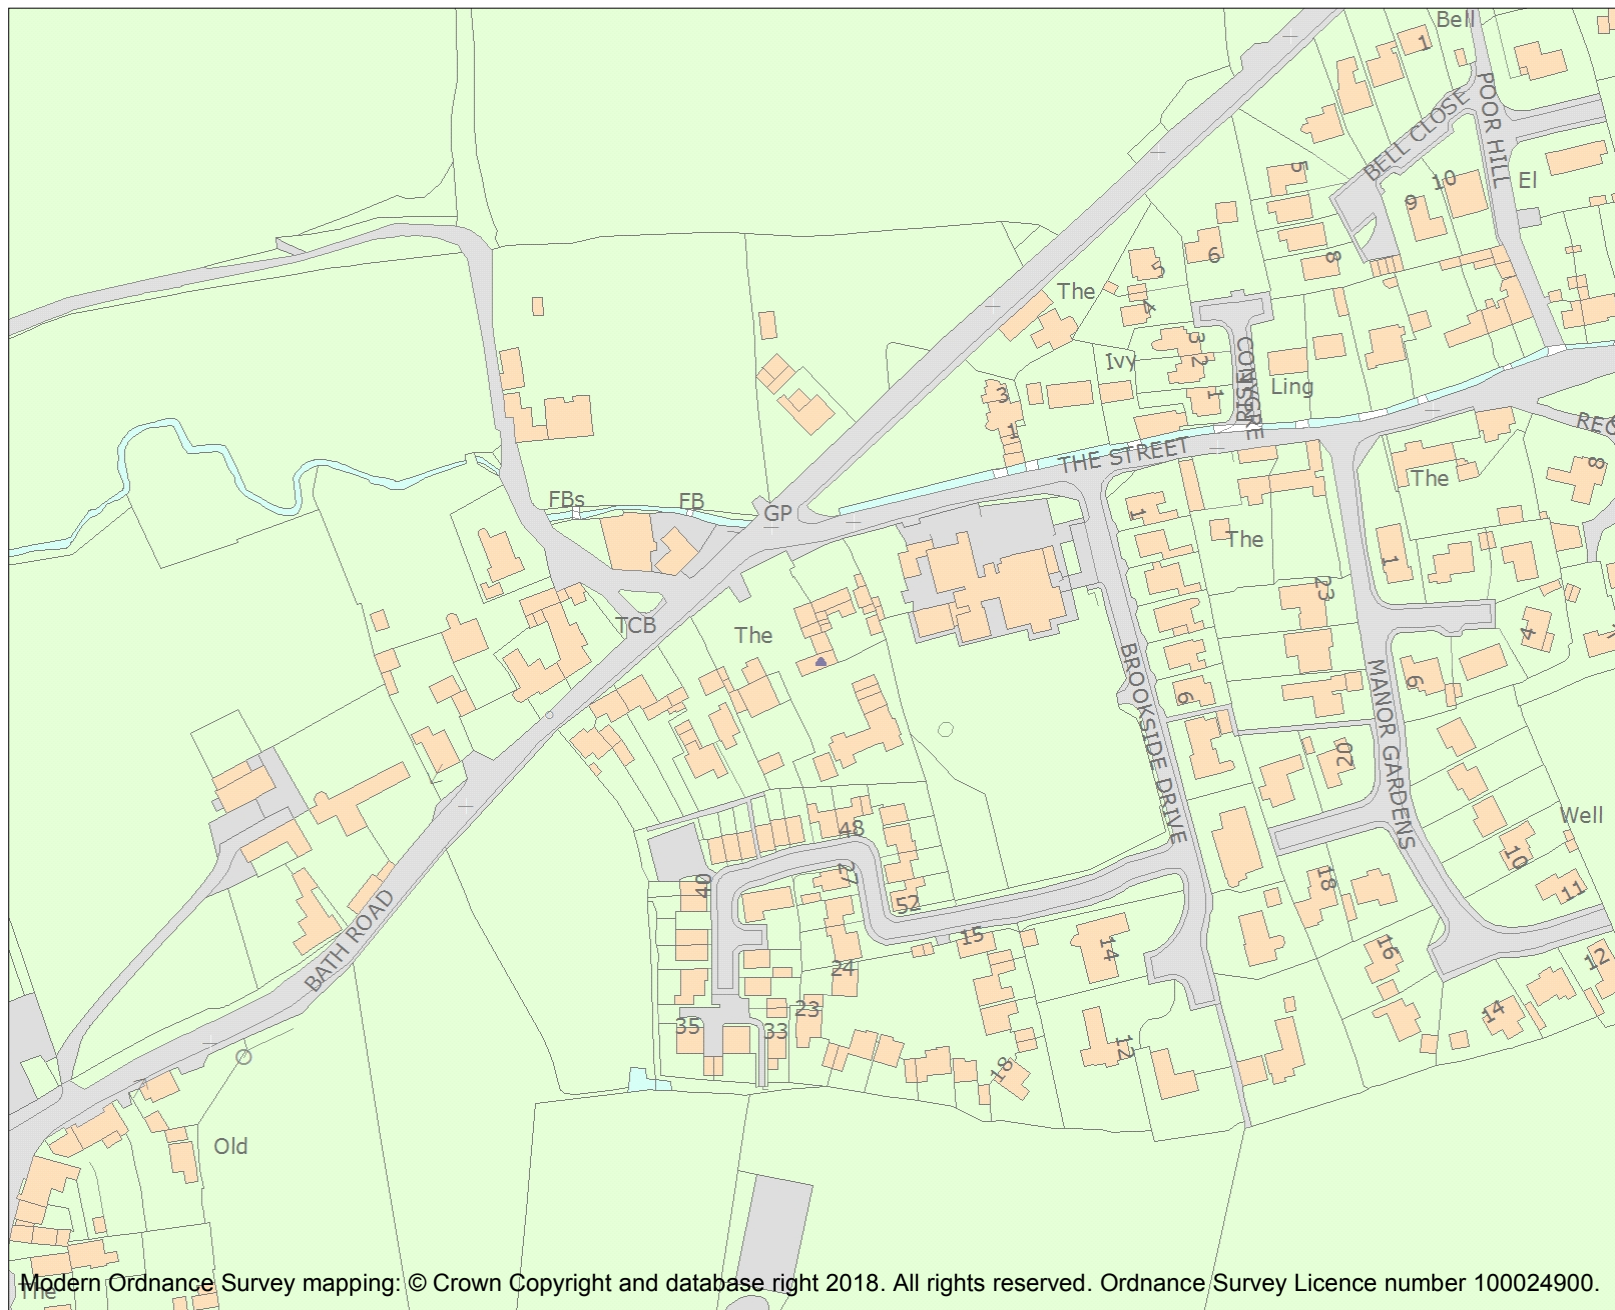 Bell
1
POOR HILL
BELL CLOSE
5
El
10
9
6
8
5
The
4
3
2
Ivy
CONYGRE
RISE
Ling
1
3
1
THE STREET
REC
The
8
FBs
FB
GP
1
The
1
23
TCB
The
4
BROOKSIDE DRIVE
MANOR GARDENS
6
9
20
48
Well
27
40
10
18
11
52
15
14
16
BATH ROAD
24
12
23
14
35
33
12
18
Old
The
Modern Ordnance Survey mapping: © Crown Copyright and database right 2018. All rights reserved. Ordnance Survey Licence number 100024900.